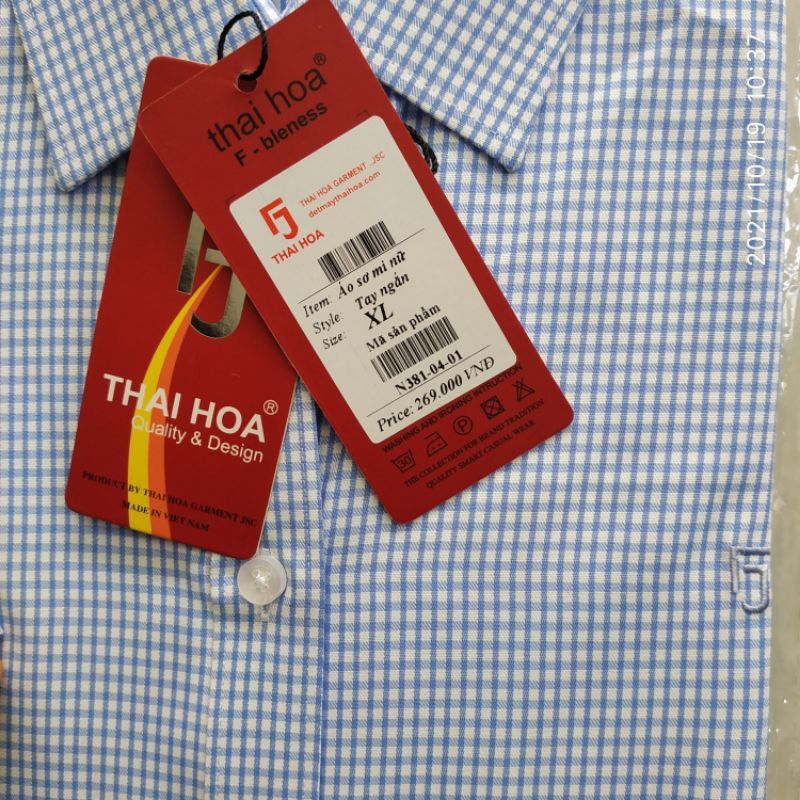 thai hoa®
F - bleness
THAI HOA GARMENT .,JSC
detmaythaihoa.com
THAI HOA
Item: Áo sơ mi nữ
Style: Tay ngắn
Size: XL
Mã sản phẩm
N381-04-01
Price: 269.000 VNĐ
WASHING AND IRONING INTRUCTION
30
P
THE COLLECTION FOR BRAND TRADITION
QUALITY SMART CASUAL WEAR
THAI HOA®
Quality & Design
PRODUCT BY THAI HOA GARMENT JSC
MADE IN VIET NAM
2021/10/19 10:37